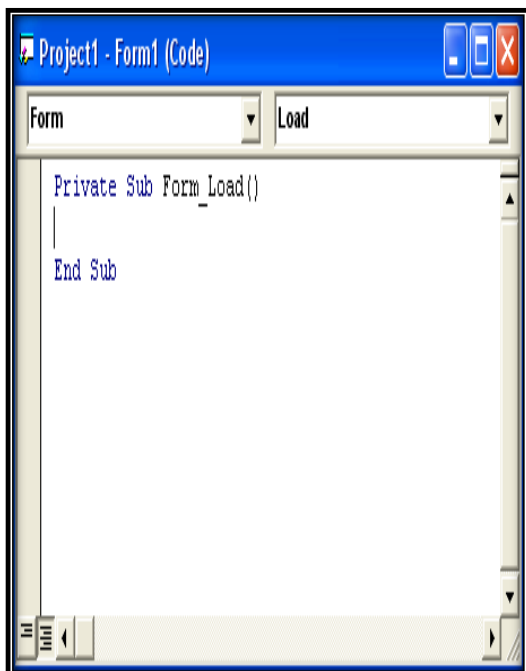 Project1 - Form1 (Code)
Form Load
Private Sub Form_Load()
End Sub